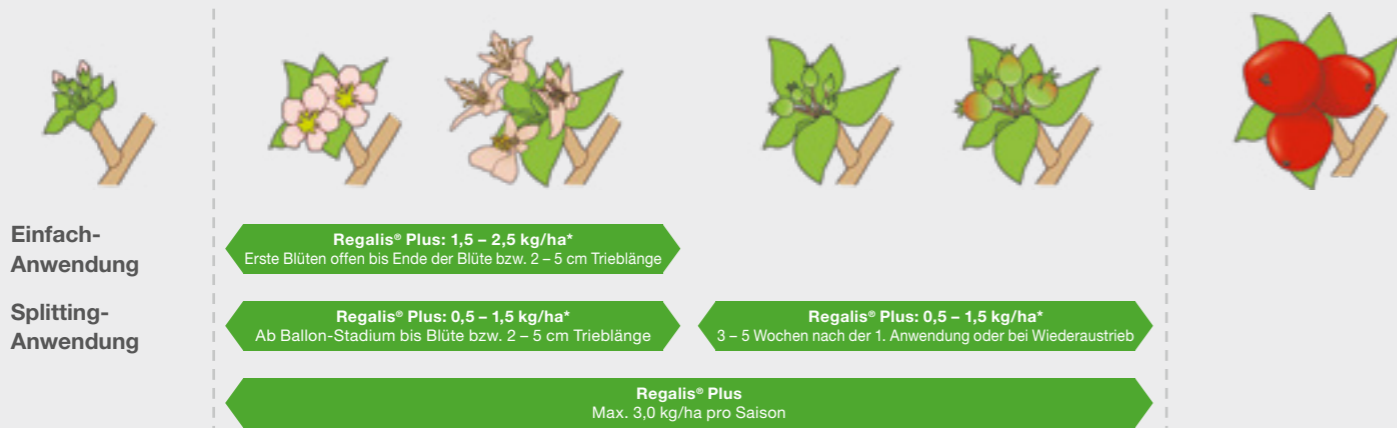 Einfach-
Anwendung
Regalis® Plus: 1,5 – 2,5 kg/ha*
Erste Blüten offen bis Ende der Blüte bzw. 2 – 5 cm Trieblänge
Splitting-
Anwendung
Regalis® Plus: 0,5 – 1,5 kg/ha*
Ab Ballon-Stadium bis Blüte bzw. 2 – 5 cm Trieblänge
Regalis® Plus: 0,5 – 1,5 kg/ha*
3 – 5 Wochen nach der 1. Anwendung oder bei Wiederaustrieb
Regalis® Plus
Max. 3,0 kg/ha pro Saison